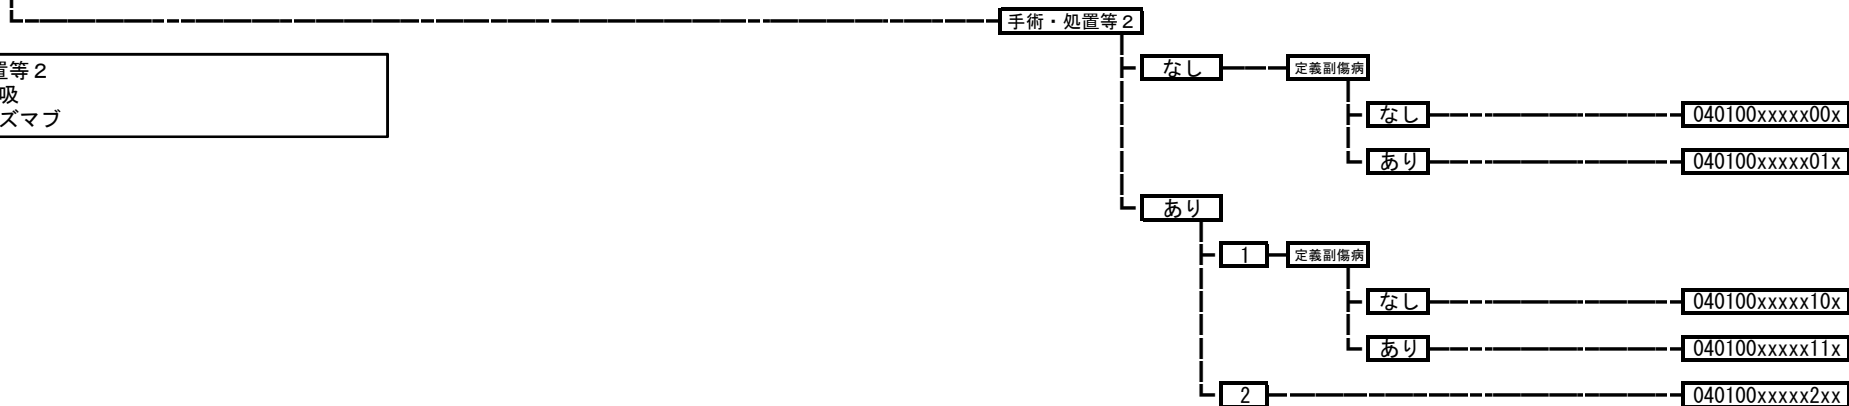 手術・処置等２
置等２
吸
ズマブ
なし 定義副傷病
なし 040100xxxxx00x
あり 040100xxxxx01x
あり
1 定義副傷病
なし 040100xxxxx10x
あり 040100xxxxx11x
2 040100xxxxx2xx